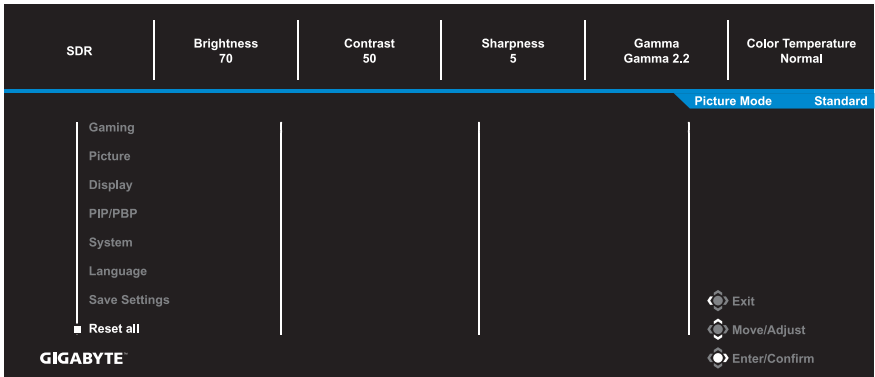 SDR
Brightness
70
Contrast
50
Sharpness
5
Gamma
Gamma 2.2
Color Temperature
Normal
Picture Mode Standard
Gaming
Picture
Display
PIP/PBP
System
Language
Save Settings
Reset all
Exit
Move/Adjust
Enter/Confirm
GIGABYTE™